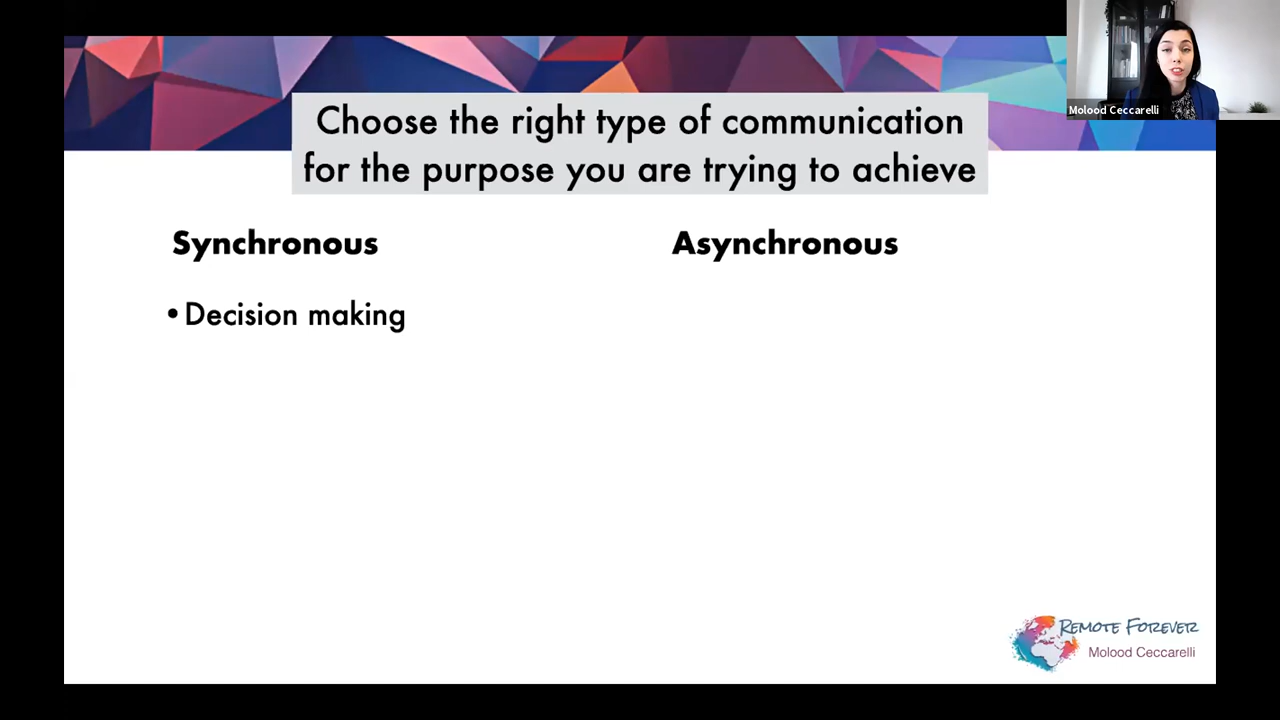 Choose the right type of communication
for the purpose you are trying to achieve
Molood Ceccarelli
Synchronous
Asynchronous
• Decision making
Remote Forever
Molood Ceccarelli